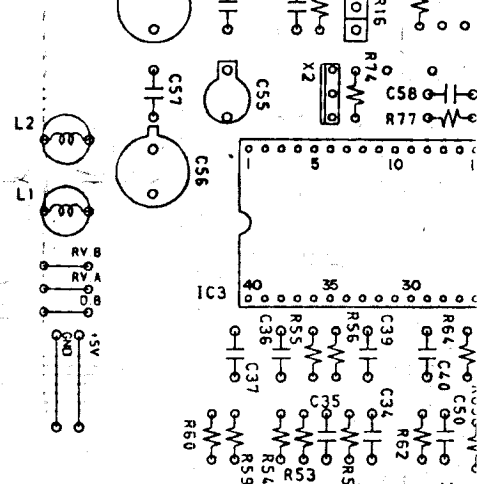 R16
X2
R74
C57
C55
C58
R77
L2
1
5
10
C56
L1
RV.B
RV.A
D.B
40
35
30
IC3
GND
+5V
C36
R55
R56
C39
R64
C37
C40
C35
C34
C50
R60
R62
R59
R54
R53